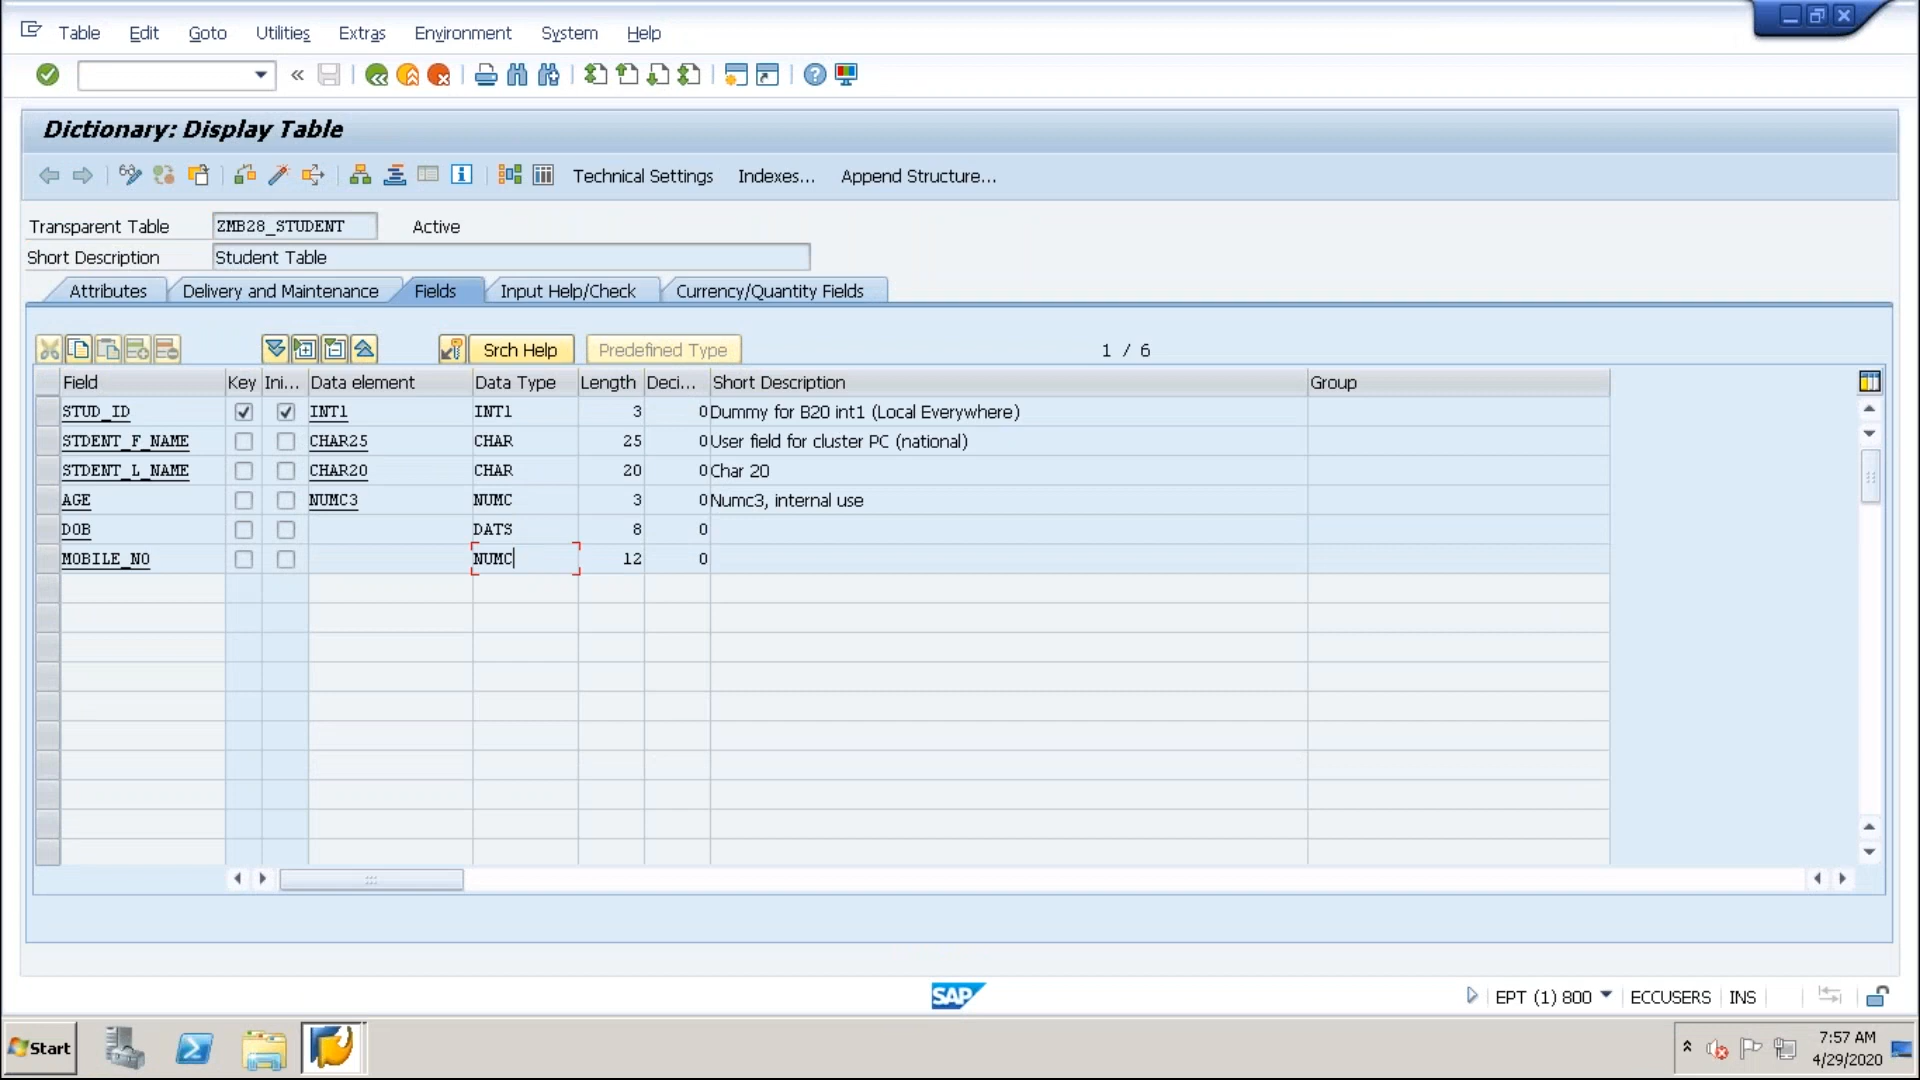 Table Edit Goto Utilities Extras Environment System Help
Dictionary: Display Table
Technical Settings Indexes... Append Structure...
Transparent Table ZMB28_STUDENT Active
Short Description Student Table
Attributes Delivery and Maintenance Fields Input Help/Check Currency/Quantity Fields
Srch Help Predefined Type 1 / 6
Field Key Ini... Data element Data Type Length Deci... Short Description Group
STUD_ID INT1 INT1 3 0 Dummy for B20 int1 (Local Everywhere)
STDENT_F_NAME CHAR25 CHAR 25 0 User field for cluster PC (national)
STDENT_L_NAME CHAR20 CHAR 20 0 Char 20
AGE NUMC3 NUMC 3 0 Numc3, internal use
DOB DATS 8 0
MOBILE_NO NUMC 12 0
SAP EPT (1) 800 ECCUSERS INS
Start 7:57 AM
4/29/2020